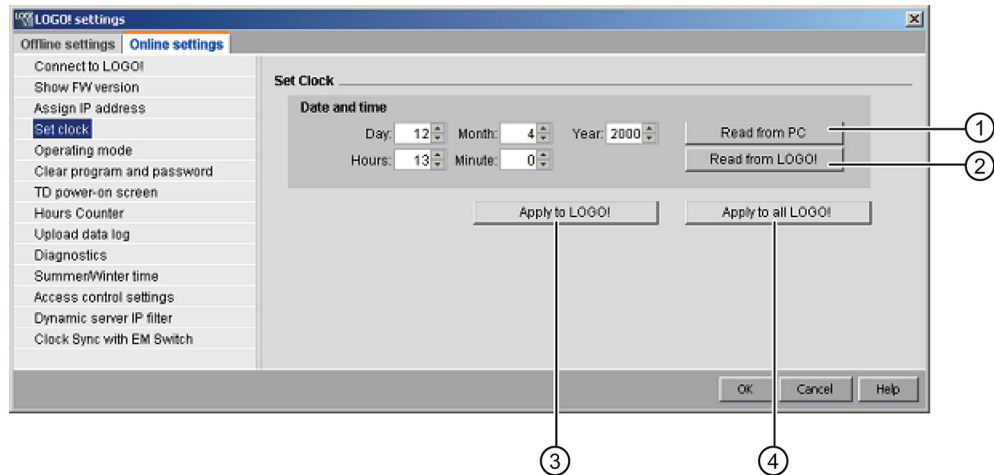 LOGO! settings
Offline settings Online settings
Connect to LOGO!
Show FW version
Assign IP address
Set clock
Operating mode
Clear program and password
TD power-on screen
Hours Counter
Upload data log
Diagnostics
Summer/Winter time
Access control settings
Dynamic server IP filter
Clock Sync with EM Switch
Set Clock
Date and time
Day: 12 Month: 4 Year: 2000 Read from PC 1
Hours: 13 Minute: 0 Read from LOGO! 2
Apply to LOGO! Apply to all LOGO!
OK Cancel Help
3 4